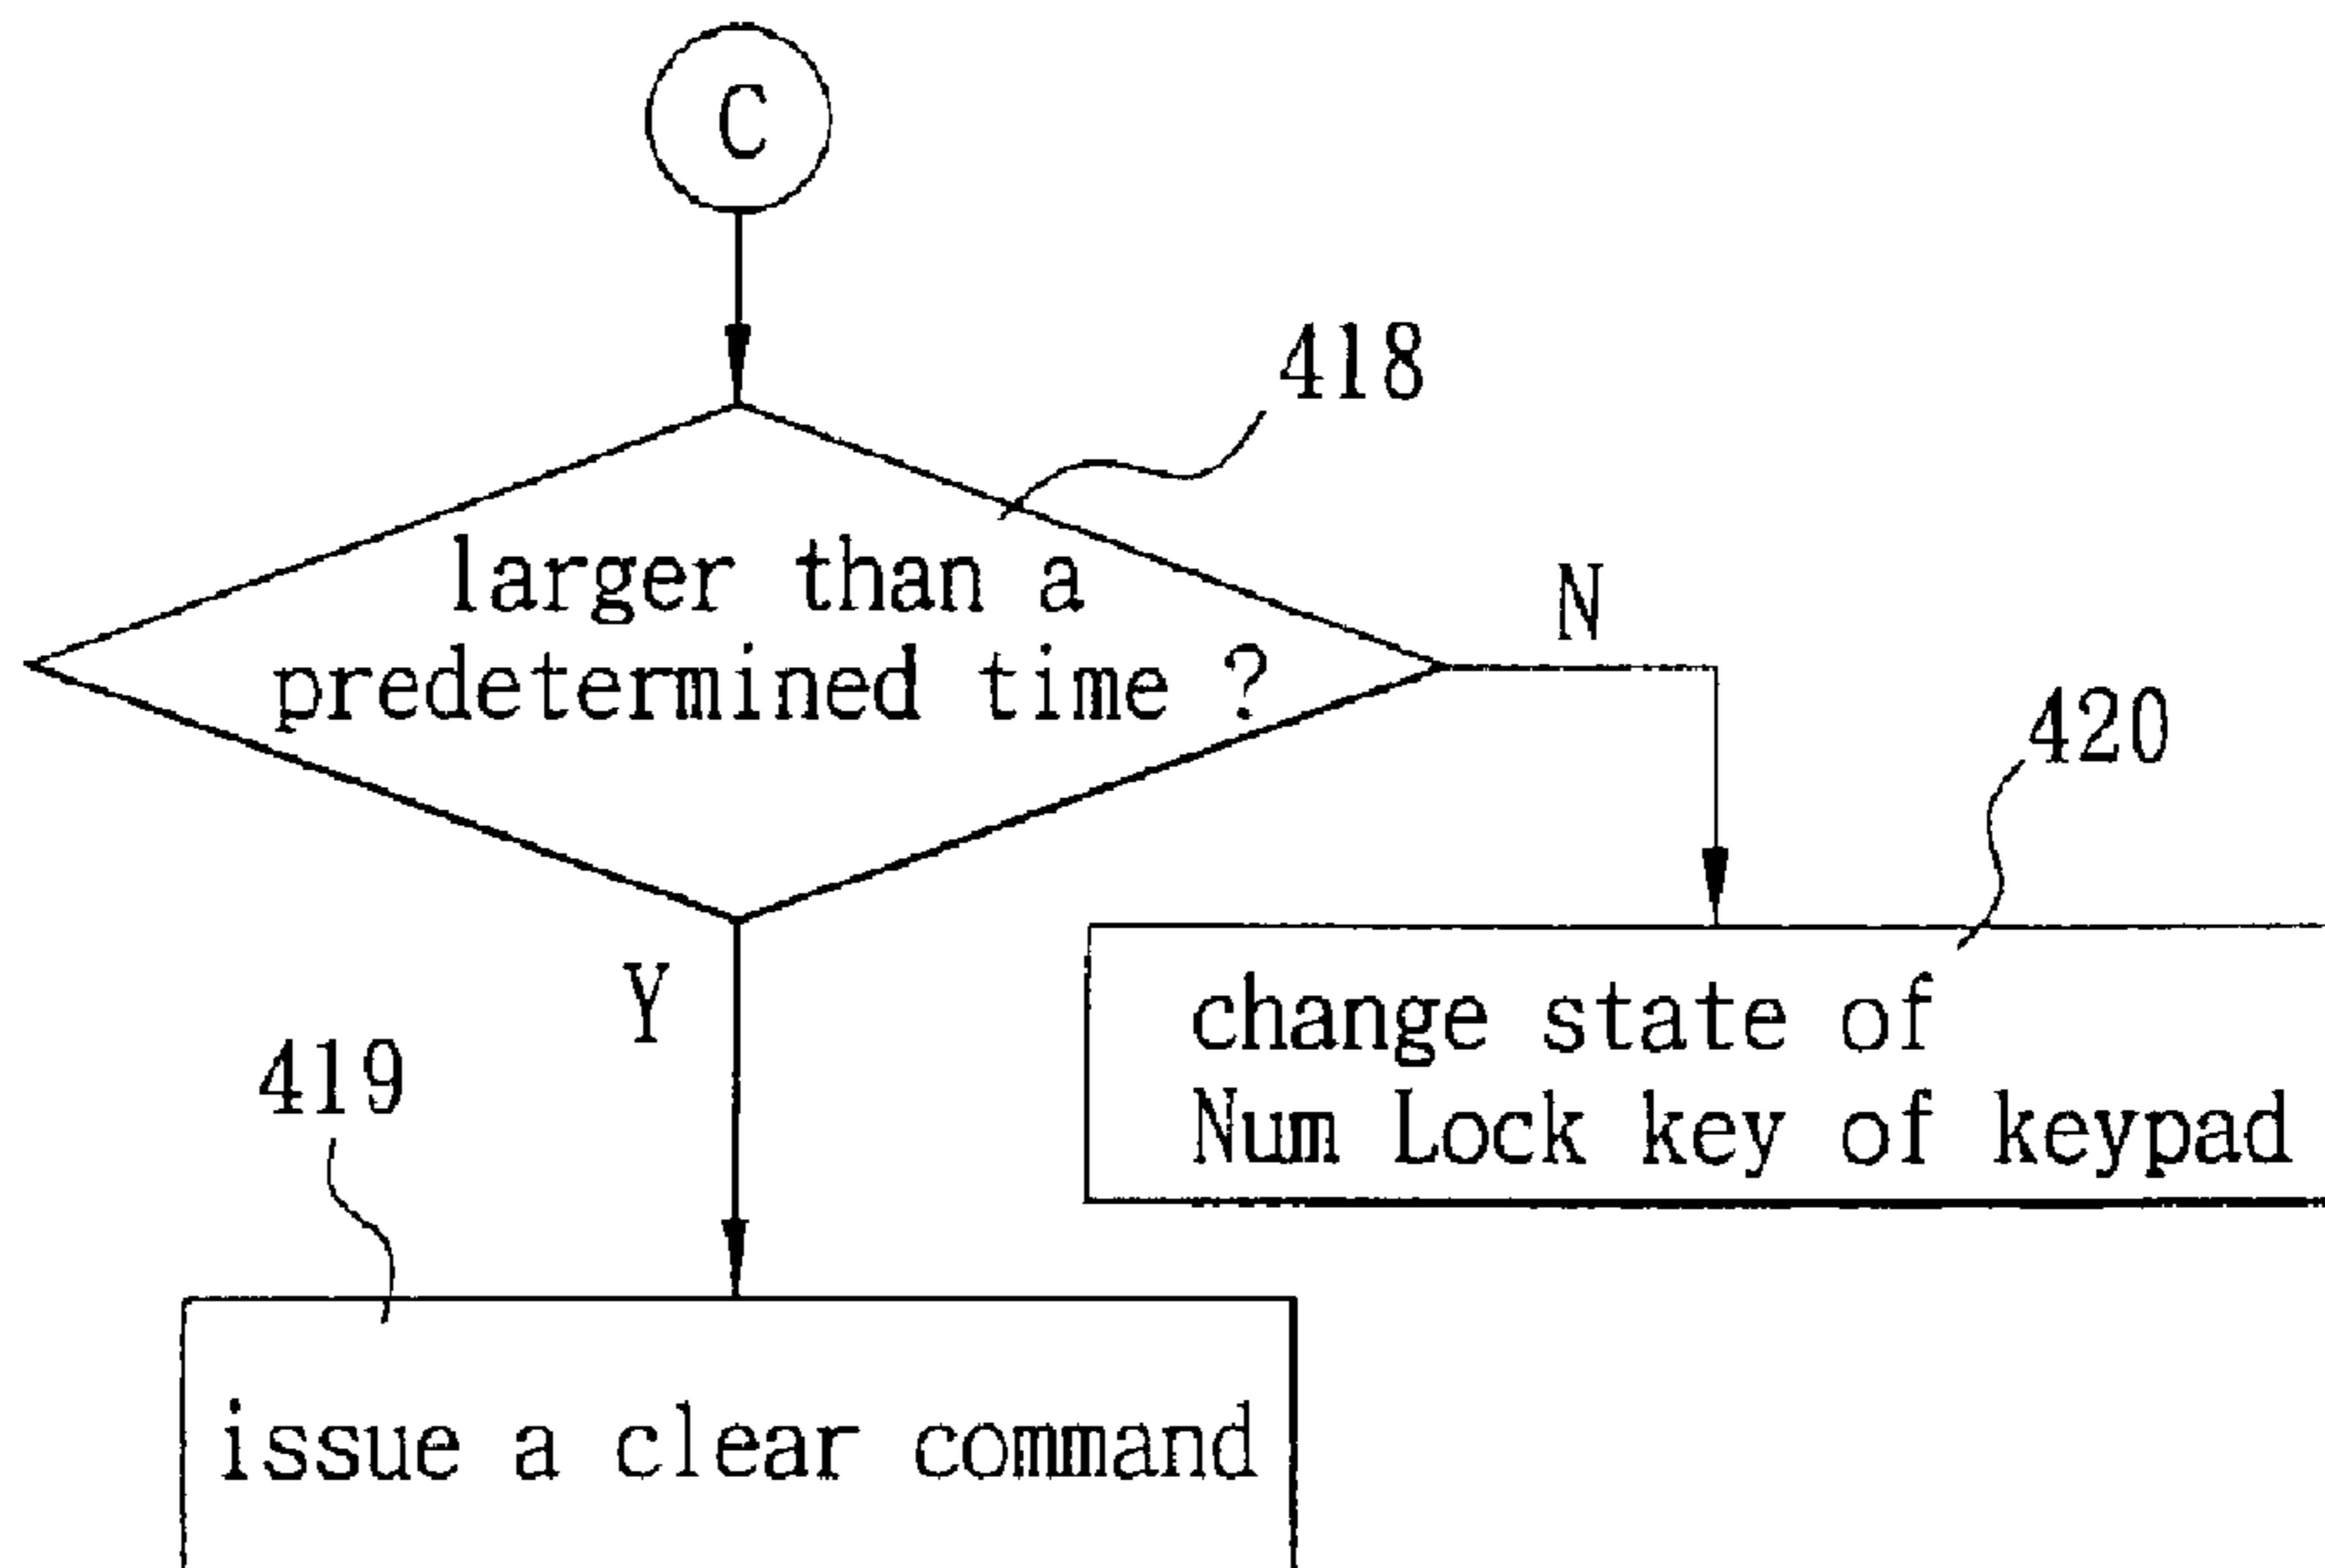 C
418
larger than a
predetermined time ?
N
420
Y
change state of
Num Lock key of keypad
419
issue a clear command